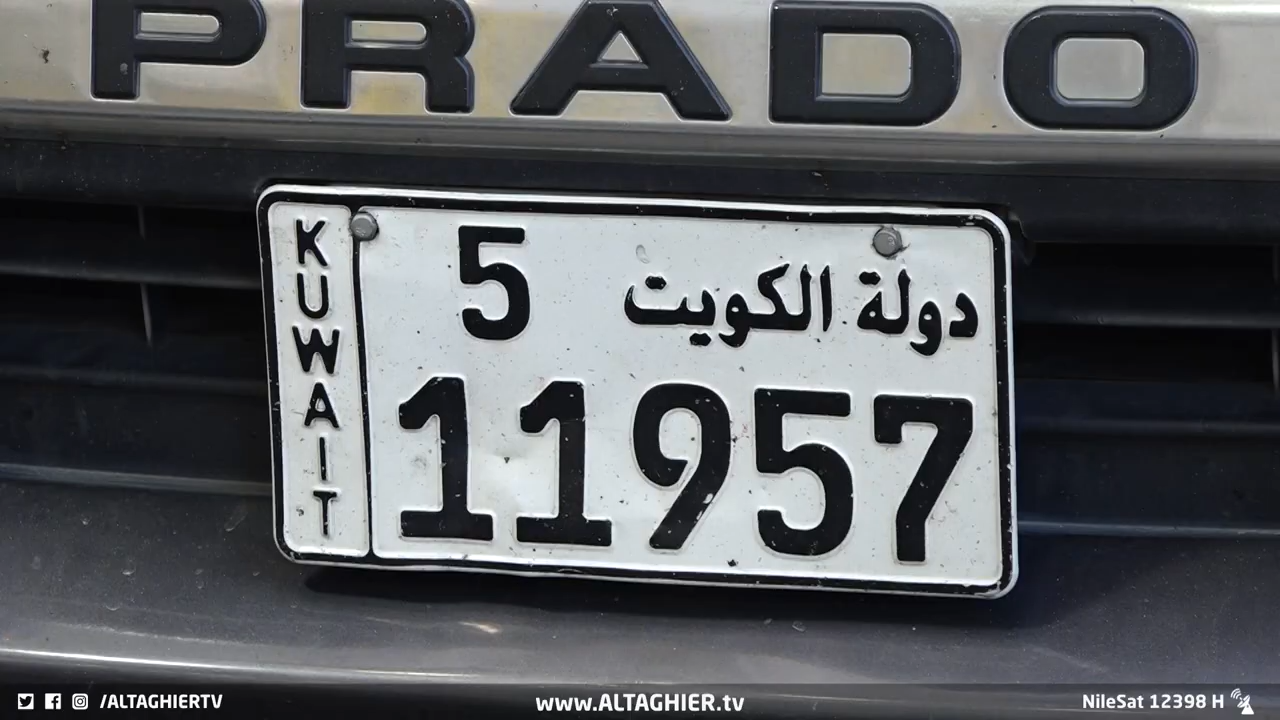 PRADO
KUWAIT
5 دولة الكويت
11957
/ALTAGHIERTV
www.ALTAGHIER.tv
NileSat 12398 H